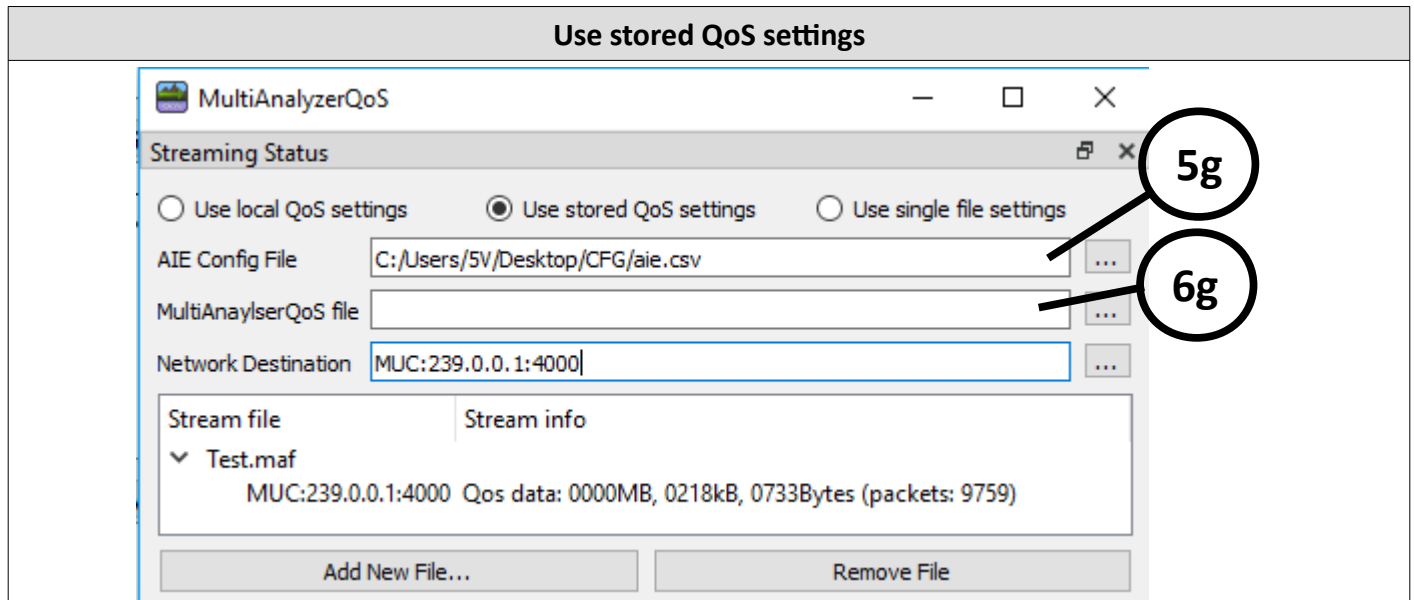 Use stored QoS settings
MultiAnalyzerQoS
Streaming Status
5g
Use local QoS settings Use stored QoS settings Use single file settings
AIE Config File C:/Users/5V/Desktop/CFG/aie.csv ...
6g
MultiAnaylserQoS file ...
Network Destination MUC:239.0.0.1:4000 ...
Stream file Stream info
Test.maf
MUC:239.0.0.1:4000 Qos data: 0000MB, 0218kB, 0733Bytes (packets: 9759)
Add New File... Remove File